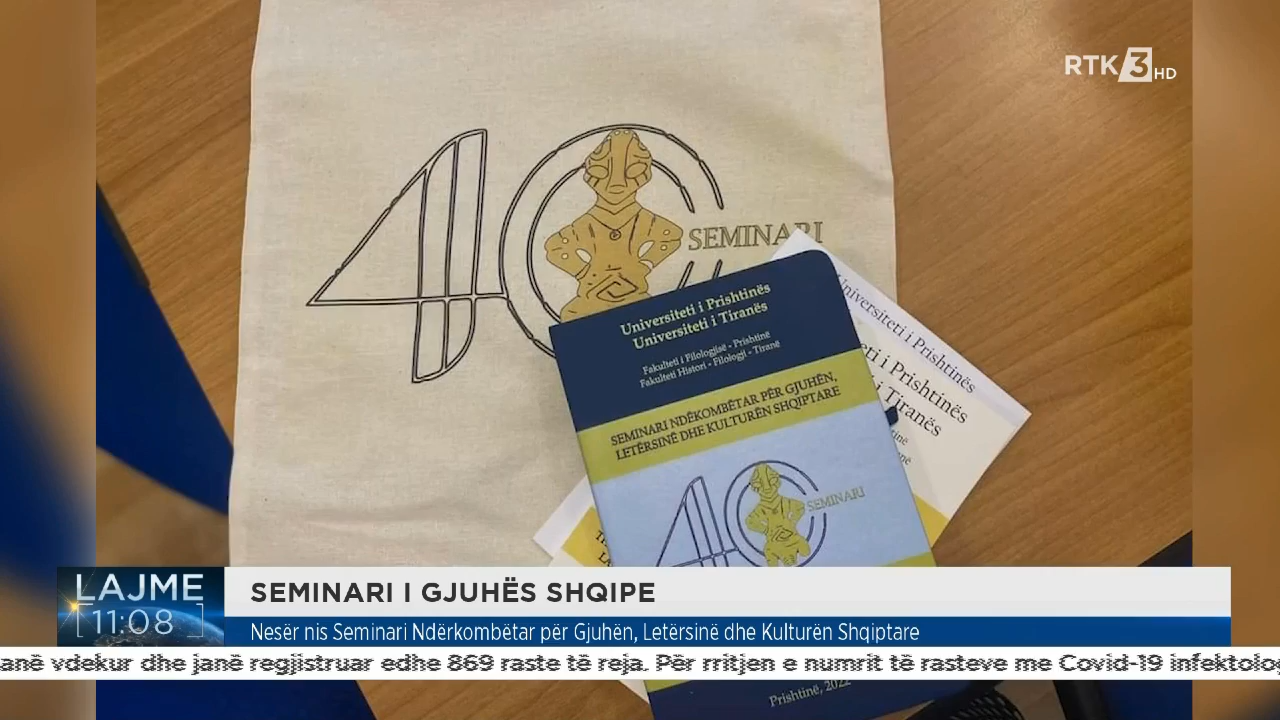 RTK 3 HD
SEMINARI
Universiteti i Prishtinës
Universiteti i Tiranës
Fakulteti i Filologjisë - Prishtinë
Fakulteti Histori - Filologji - Tiranë
SEMINARI NDËKOMBËTAR PËR GJUHËN,
LETËRSINË DHE KULTURËN SHQIPTARE
40 SEMINARI
Prishtinë, 2022
Universiteti i Prishtinës
eti i Prishtinës
i Tiranës
LAJME
11:08
SEMINARI I GJUHËS SHQIPE
Nesër nis Seminari Ndërkombëtar për Gjuhën, Letërsinë dhe Kulturën Shqiptare
anë vdekur dhe janë regjistruar edhe 869 raste të reja. Për rritjen e numrit të rasteve me Covid-19 infektolog